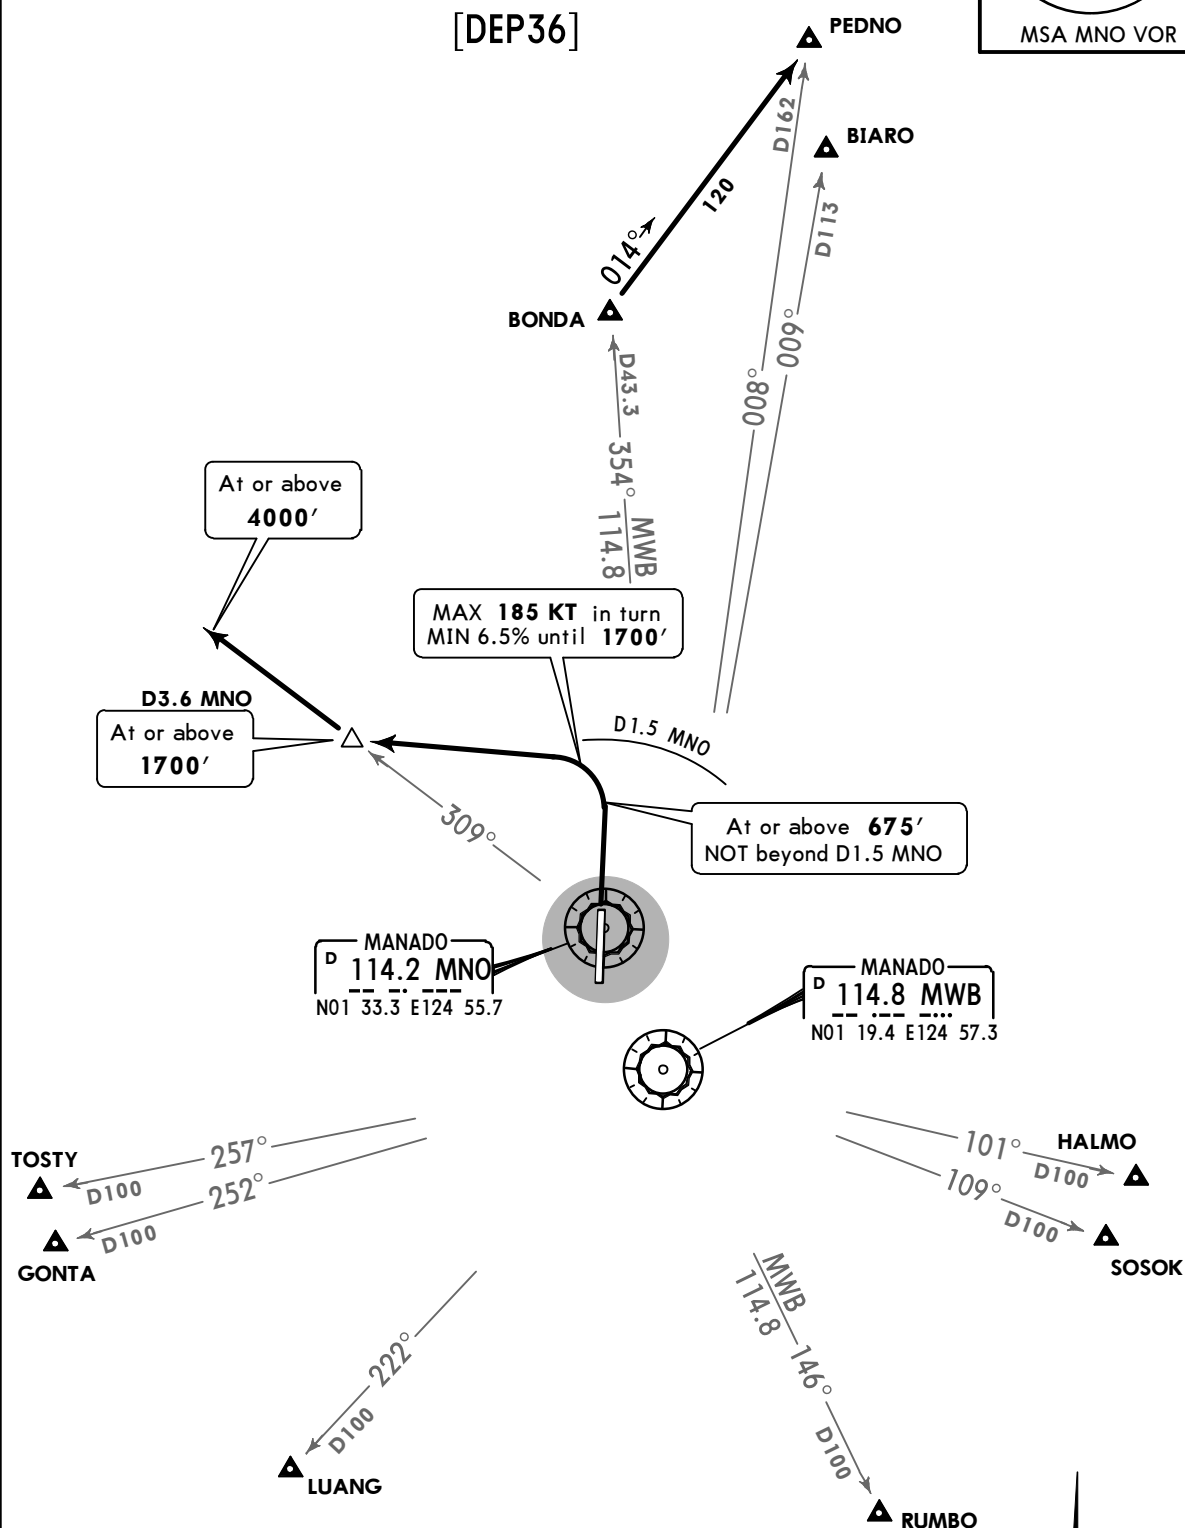 [DEP36]
PEDNO
MSA MNO VOR
D162
BIARO
120
D113
014°
BONDA
009°
D43.3
008°
354°
At or above
4000′
MWB
114.8
MAX 185 KT in turn
MIN 6.5% until 1700′
D3.6 MNO
At or above
1700′
D1.5 MNO
309°
At or above 675′
NOT beyond D1.5 MNO
MANADO
D 114.2 MNO
N01 33.3 E124 55.7
MANADO
D 114.8 MWB
N01 19.4 E124 57.3
TOSTY
257°
D100
252°
D100
GONTA
101°
HALMO
D100
109°
D100
SOSOK
MWB
114.8
222°
146°
D100
D100
LUANG
RUMBO